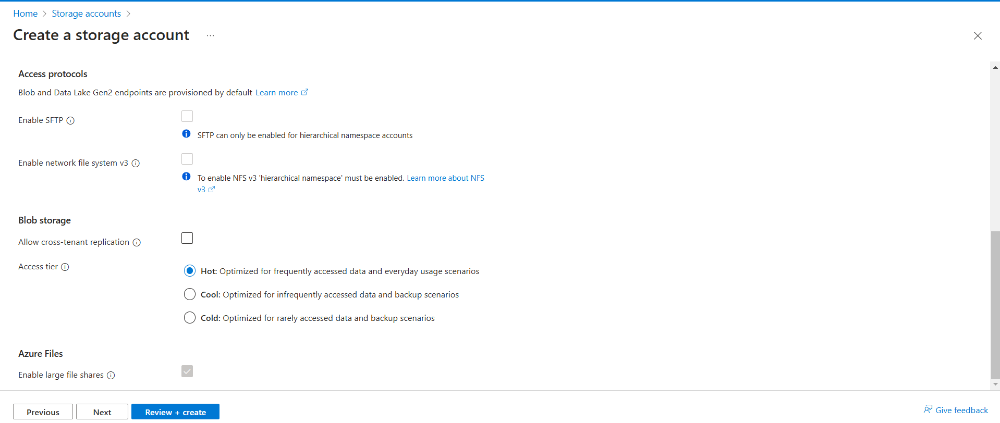 Home > Storage accounts >
Create a storage account ...
Access protocols
Blob and Data Lake Gen2 endpoints are provisioned by default Learn more
Enable SFTP
SFTP can only be enabled for hierarchical namespace accounts
Enable network file system v3
To enable NFS v3 'hierarchical namespace' must be enabled. Learn more about NFS
v3
Blob storage
Allow cross-tenant replication
Access tier
Hot: Optimized for frequently accessed data and everyday usage scenarios
Cool: Optimized for infrequently accessed data and backup scenarios
Cold: Optimized for rarely accessed data and backup scenarios
Azure Files
Enable large file shares
Previous Next Review + create Give feedback